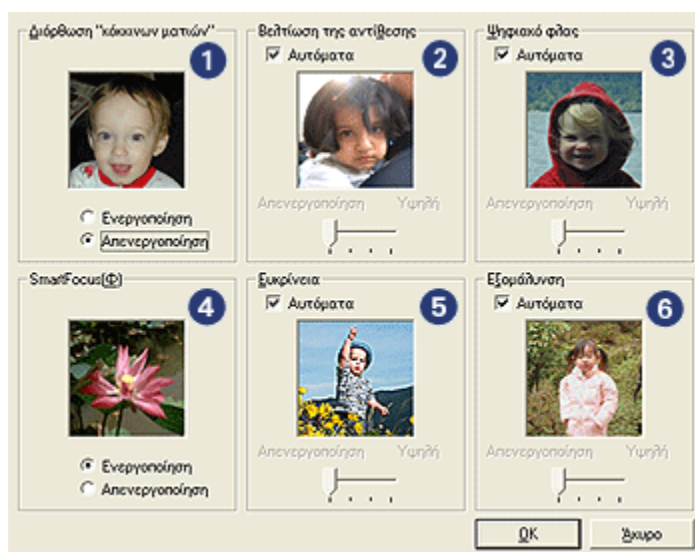 Διόρθωση "κόκκινων ματιών"
1
Ενεργοποίηση
Απενεργοποίηση
Βελτίωση της αντίθεσης
Αυτόματα
2
Απενεργοποίηση Υψηλή
Ψηφιακό φλας
Αυτόματα
3
Απενεργοποίηση Υψηλή
SmartFocus(Φ)
4
Ενεργοποίηση
Απενεργοποίηση
Ευκρίνεια
Αυτόματα
5
Απενεργοποίηση Υψηλή
Εξομάλυνση
Αυτόματα
6
Απενεργοποίηση Υψηλή
OK
Άκυρο